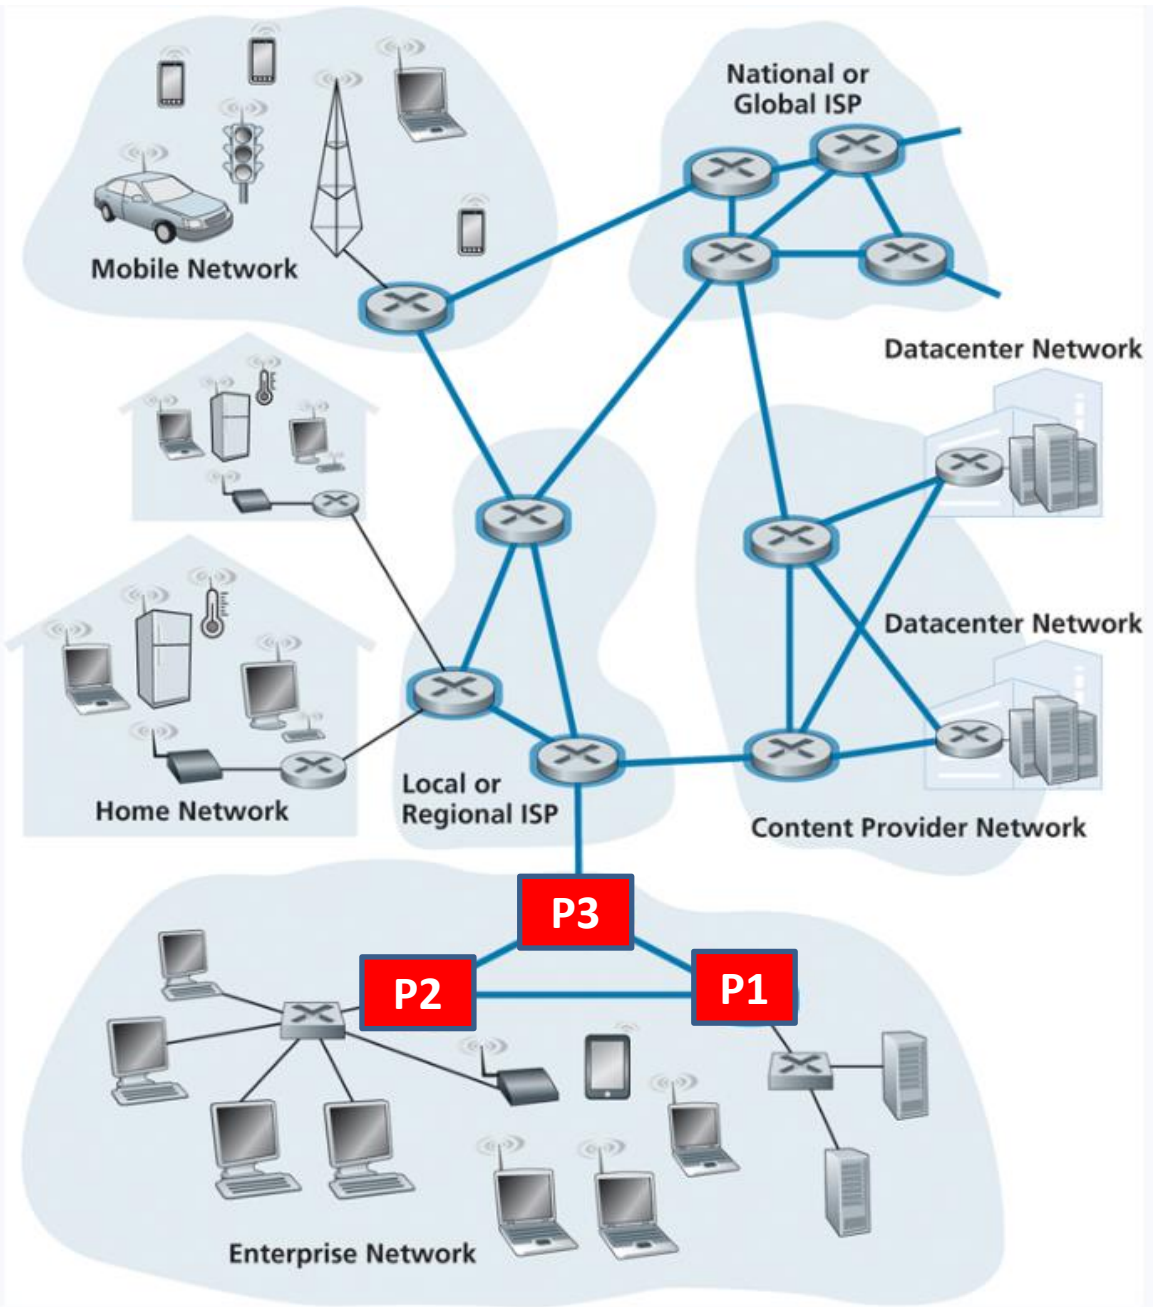 National or
Global ISP
Mobile Network
Datacenter Network
Datacenter Network
Home Network
Local or
Regional ISP
Content Provider Network
P3
P2
P1
Enterprise Network